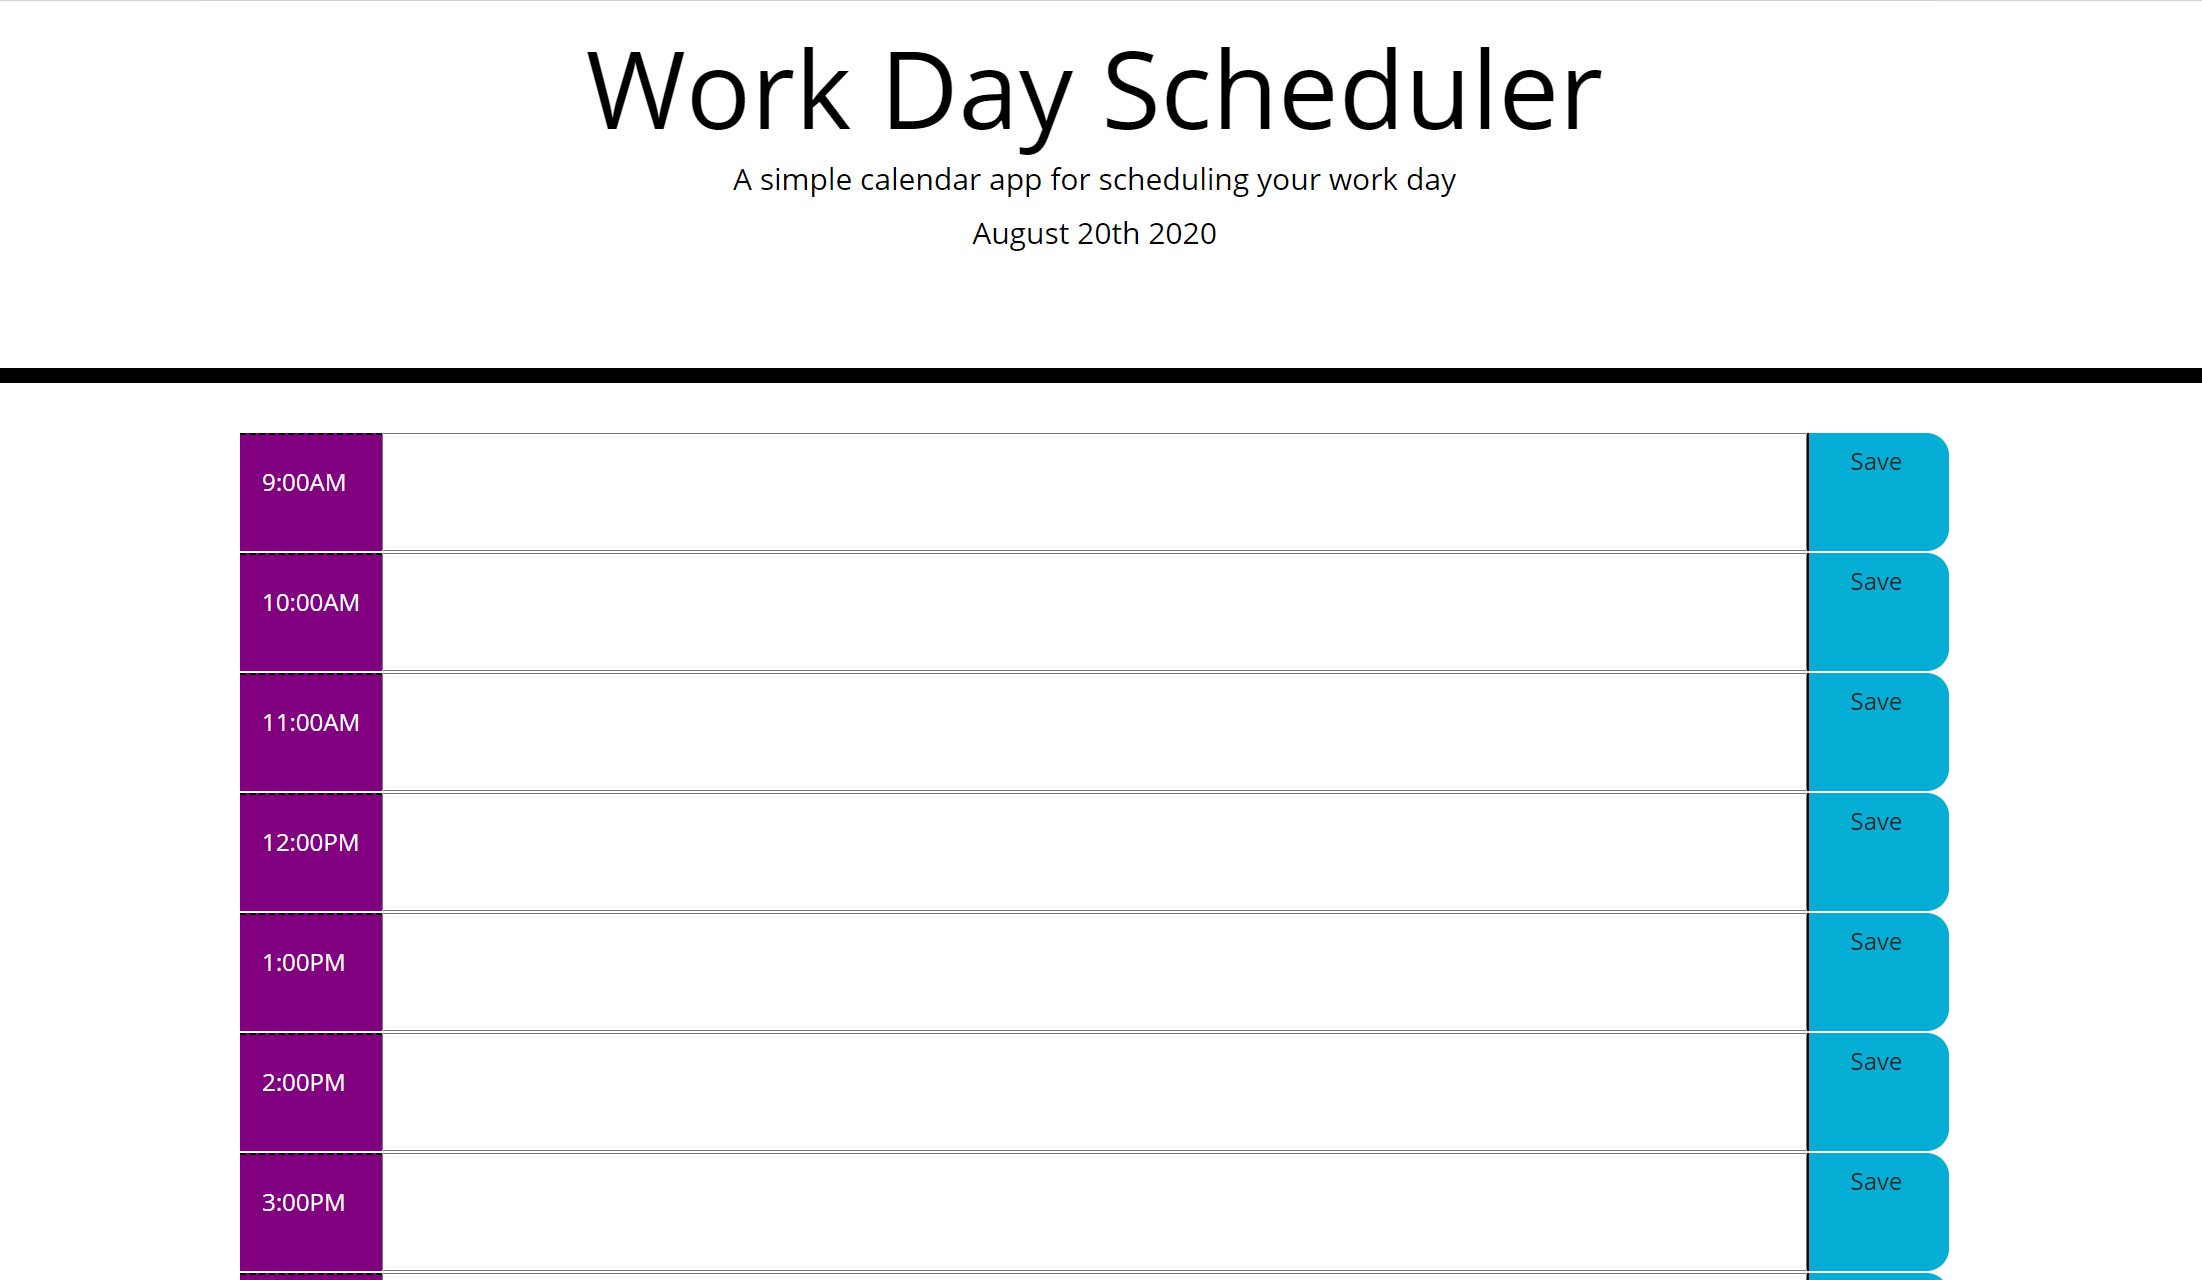 Work Day Scheduler
A simple calendar app for scheduling your work day
August 20th 2020
9:00AM Save
10:00AM Save
11:00AM Save
12:00PM Save
1:00PM Save
2:00PM Save
3:00PM Save